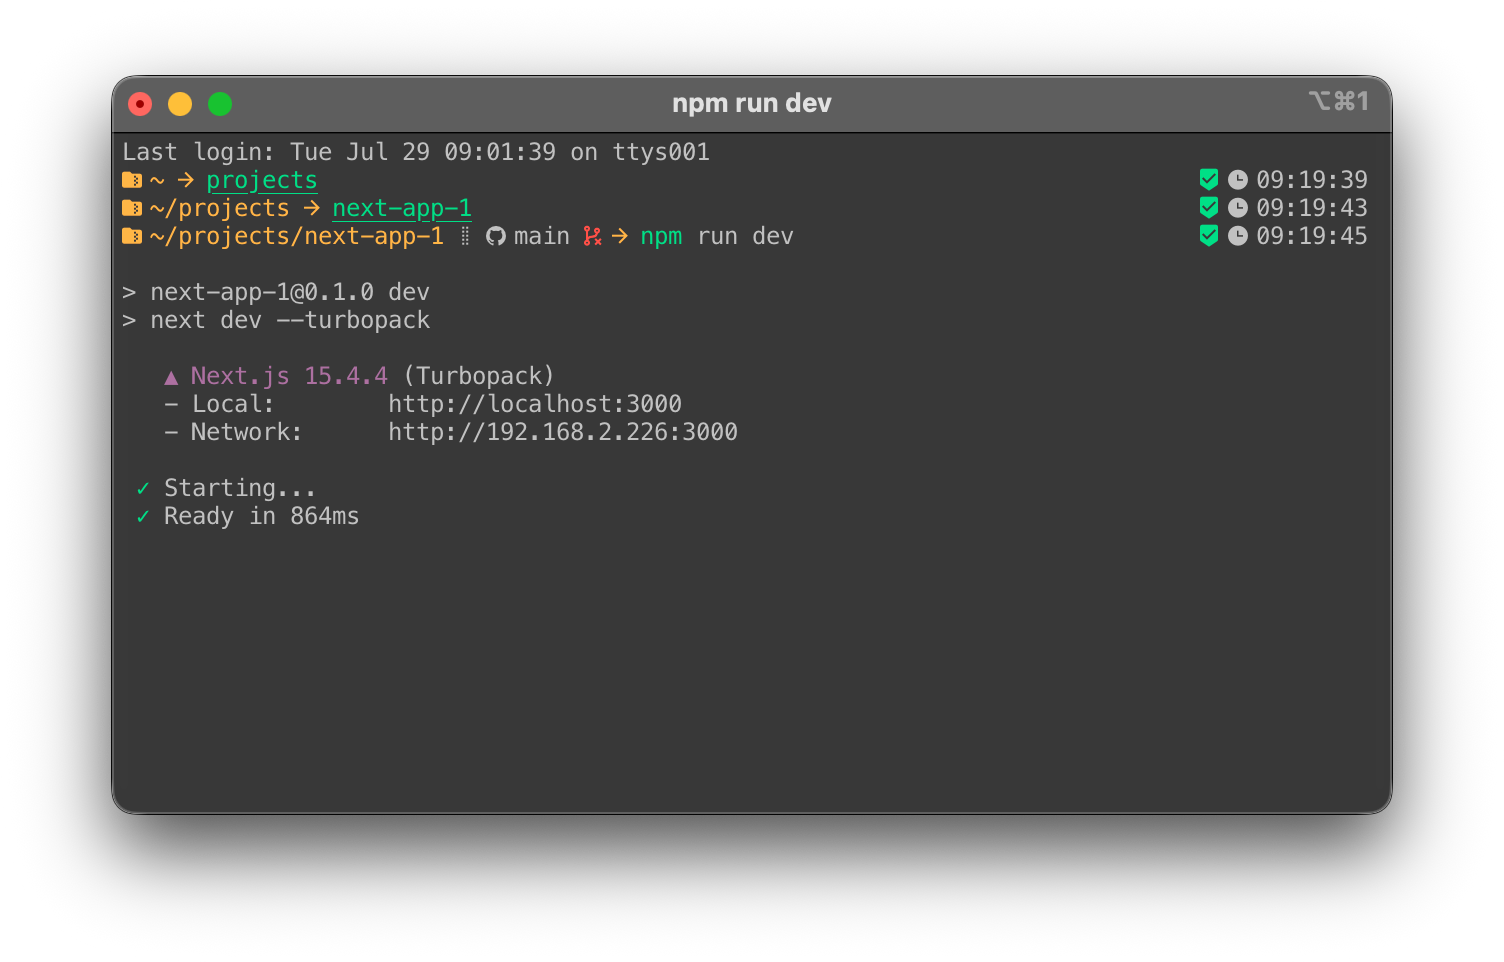 npm run dev
⌥⌘1
Last login: Tue Jul 29 09:01:39 on ttys001
~ → projects 09:19:39
~/projects → next-app-1 09:19:43
~/projects/next-app-1 main → npm run dev 09:19:45
> next-app-1@0.1.0 dev
> next dev --turbopack
▲ Next.js 15.4.4 (Turbopack)
- Local: http://localhost:3000
- Network: http://192.168.2.226:3000
✓ Starting...
✓ Ready in 864ms